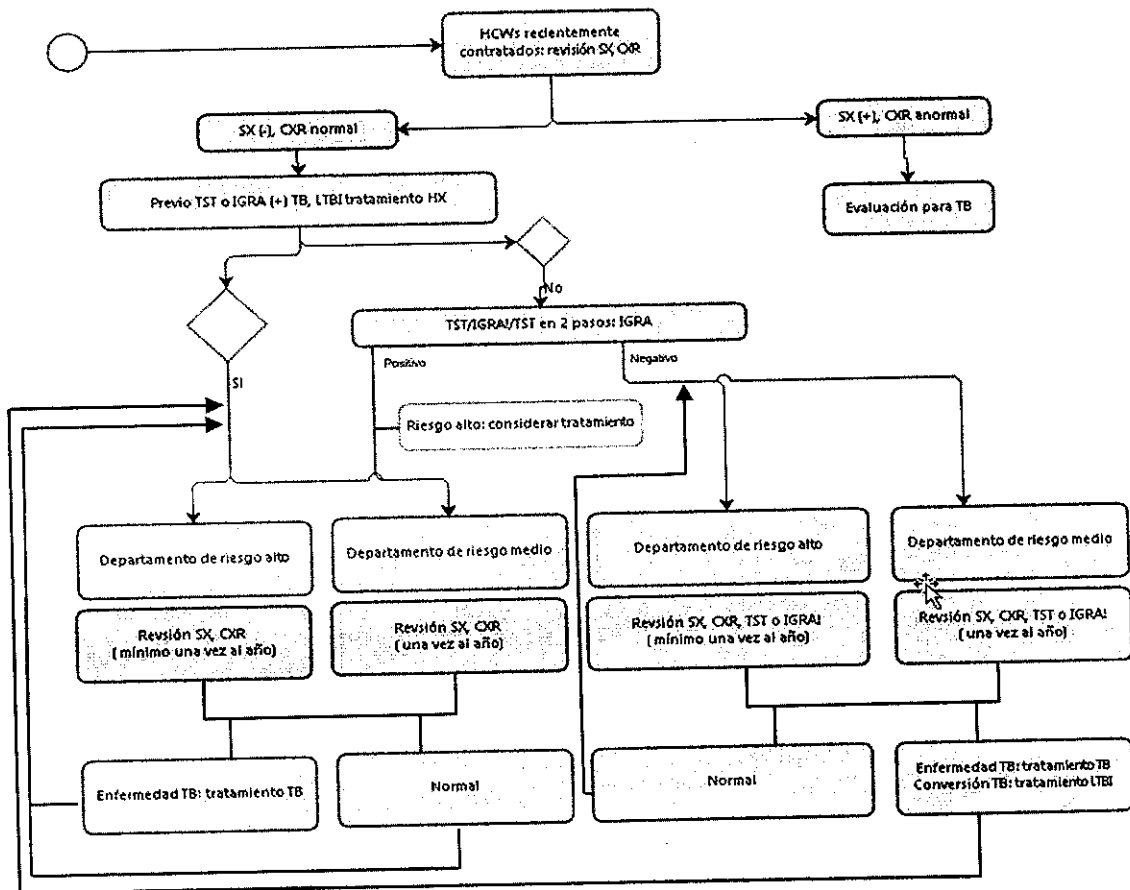 HCWs recientemente
contratados: revisión SX, CXR
SX (-), CXR normal
SX (+), CXR anormal
Previo TST o IGRA (+) TB, LTBI tratamiento HX
Evaluación para TB
No
TST/IGRA!/TST en 2 pasos: IGRA
Positivo
Negativo
SI
Riesgo alto: considerar tratamiento
Departamento de riesgo alto
Departamento de riesgo medio
Departamento de riesgo alto
Departamento de riesgo medio
Revsión SX, CXR
(mínimo una vez al año)
Revsión SX, CXR
(una vez al año)
Revsión SX, CXR, TST o IGRA!
(mínimo una vez al año)
Revsión SX, CXR, TST o IGRA!
(una vez al año)
Enfermedad TB: tratamiento TB
Normal
Normal
Enfermedad TB: tratamiento TB
Conversión TB: tratamiento LTBI